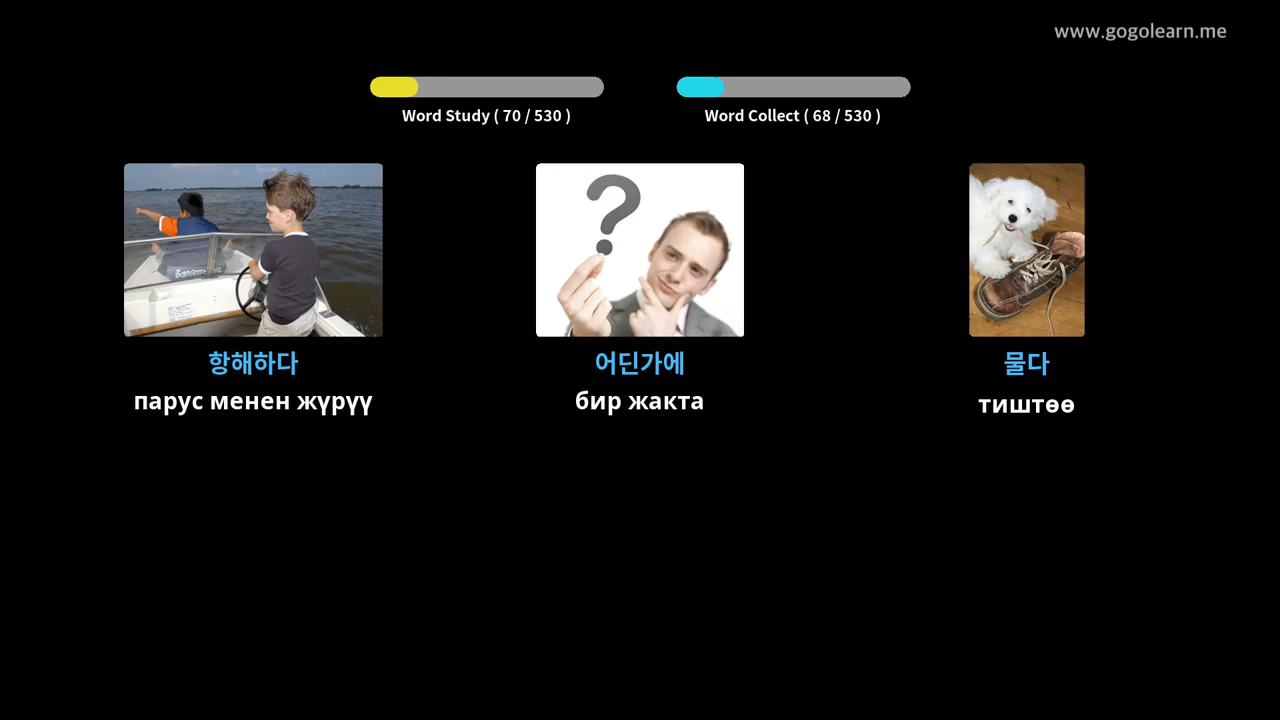 www.gogolearn.me
Word Study ( 70 / 530 )
Word Collect ( 68 / 530 )
항해하다
어딘가에
물다
парус менен жүрүү
бир жакта
тиштөө